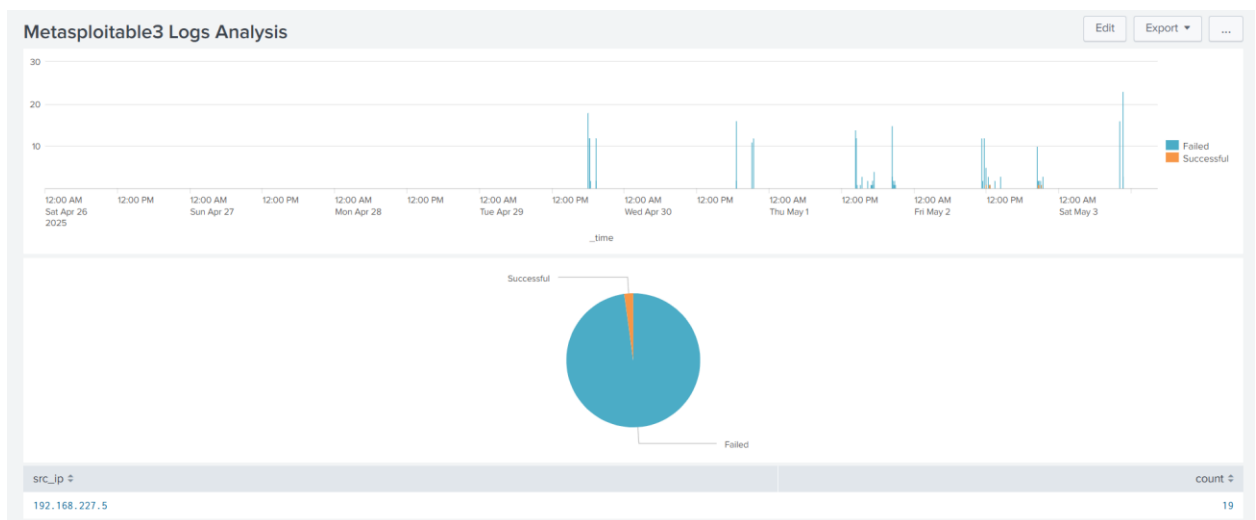 Metasploitable3 Logs Analysis
Edit
Export
...
30
20
10
Failed
Successful
12:00 AM 12:00 PM 12:00 AM 12:00 PM 12:00 AM 12:00 PM 12:00 AM 12:00 PM 12:00 AM 12:00 PM 12:00 AM 12:00 PM 12:00 AM 12:00 PM 12:00 AM
Sat Apr 26 Sun Apr 27 Mon Apr 28 Tue Apr 29 Wed Apr 30 Thu May 1 Fri May 2 Sat May 3
2025
_time
Successful
Failed
src_ip count
192.168.227.5 19